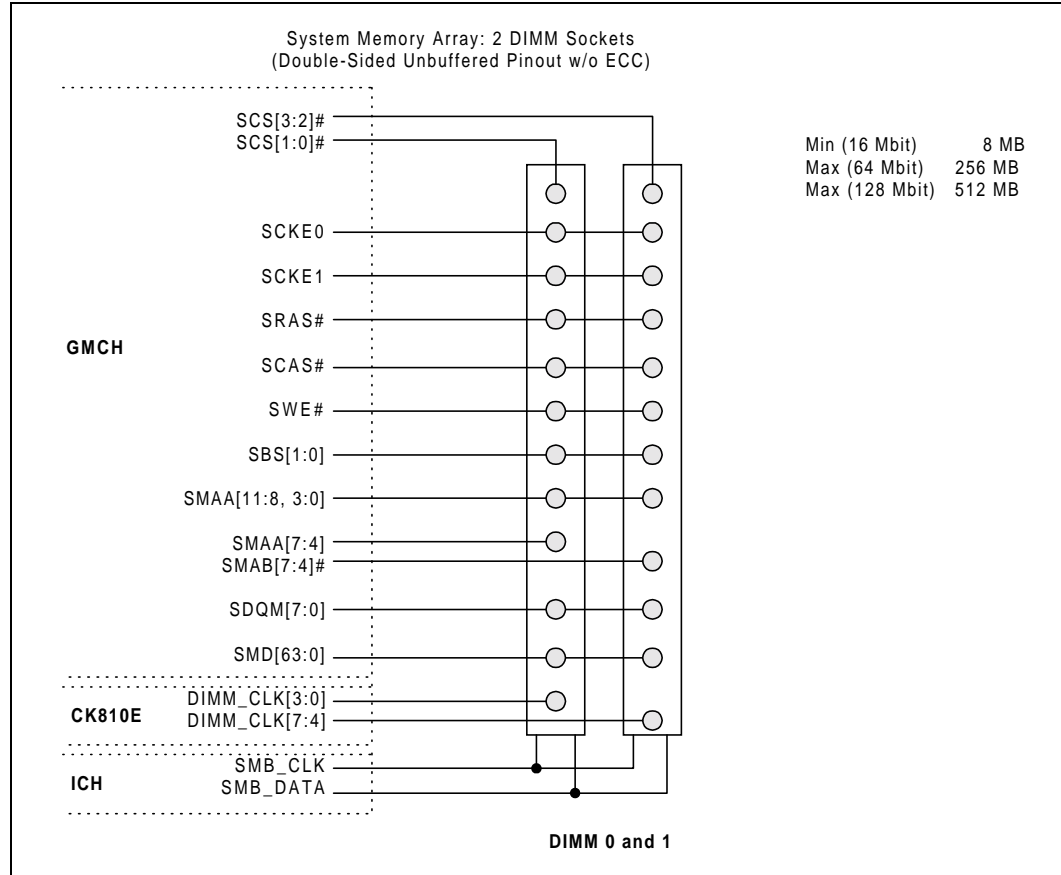 System Memory Array: 2 DIMM Sockets
(Double-Sided Unbuffered Pinout w/o ECC)
SCS[3:2]#
SCS[1:0]#
Min (16 Mbit) 8 MB
Max (64 Mbit) 256 MB
Max (128 Mbit) 512 MB
SCKE0
SCKE1
SRAS#
GMCH
SCAS#
SWE#
SBS[1:0]
SMAA[11:8, 3:0]
SMAA[7:4]
SMAB[7:4]#
SDQM[7:0]
SMD[63:0]
CK810E
DIMM_CLK[3:0]
DIMM_CLK[7:4]
ICH
SMB_CLK
SMB_DATA
DIMM 0 and 1